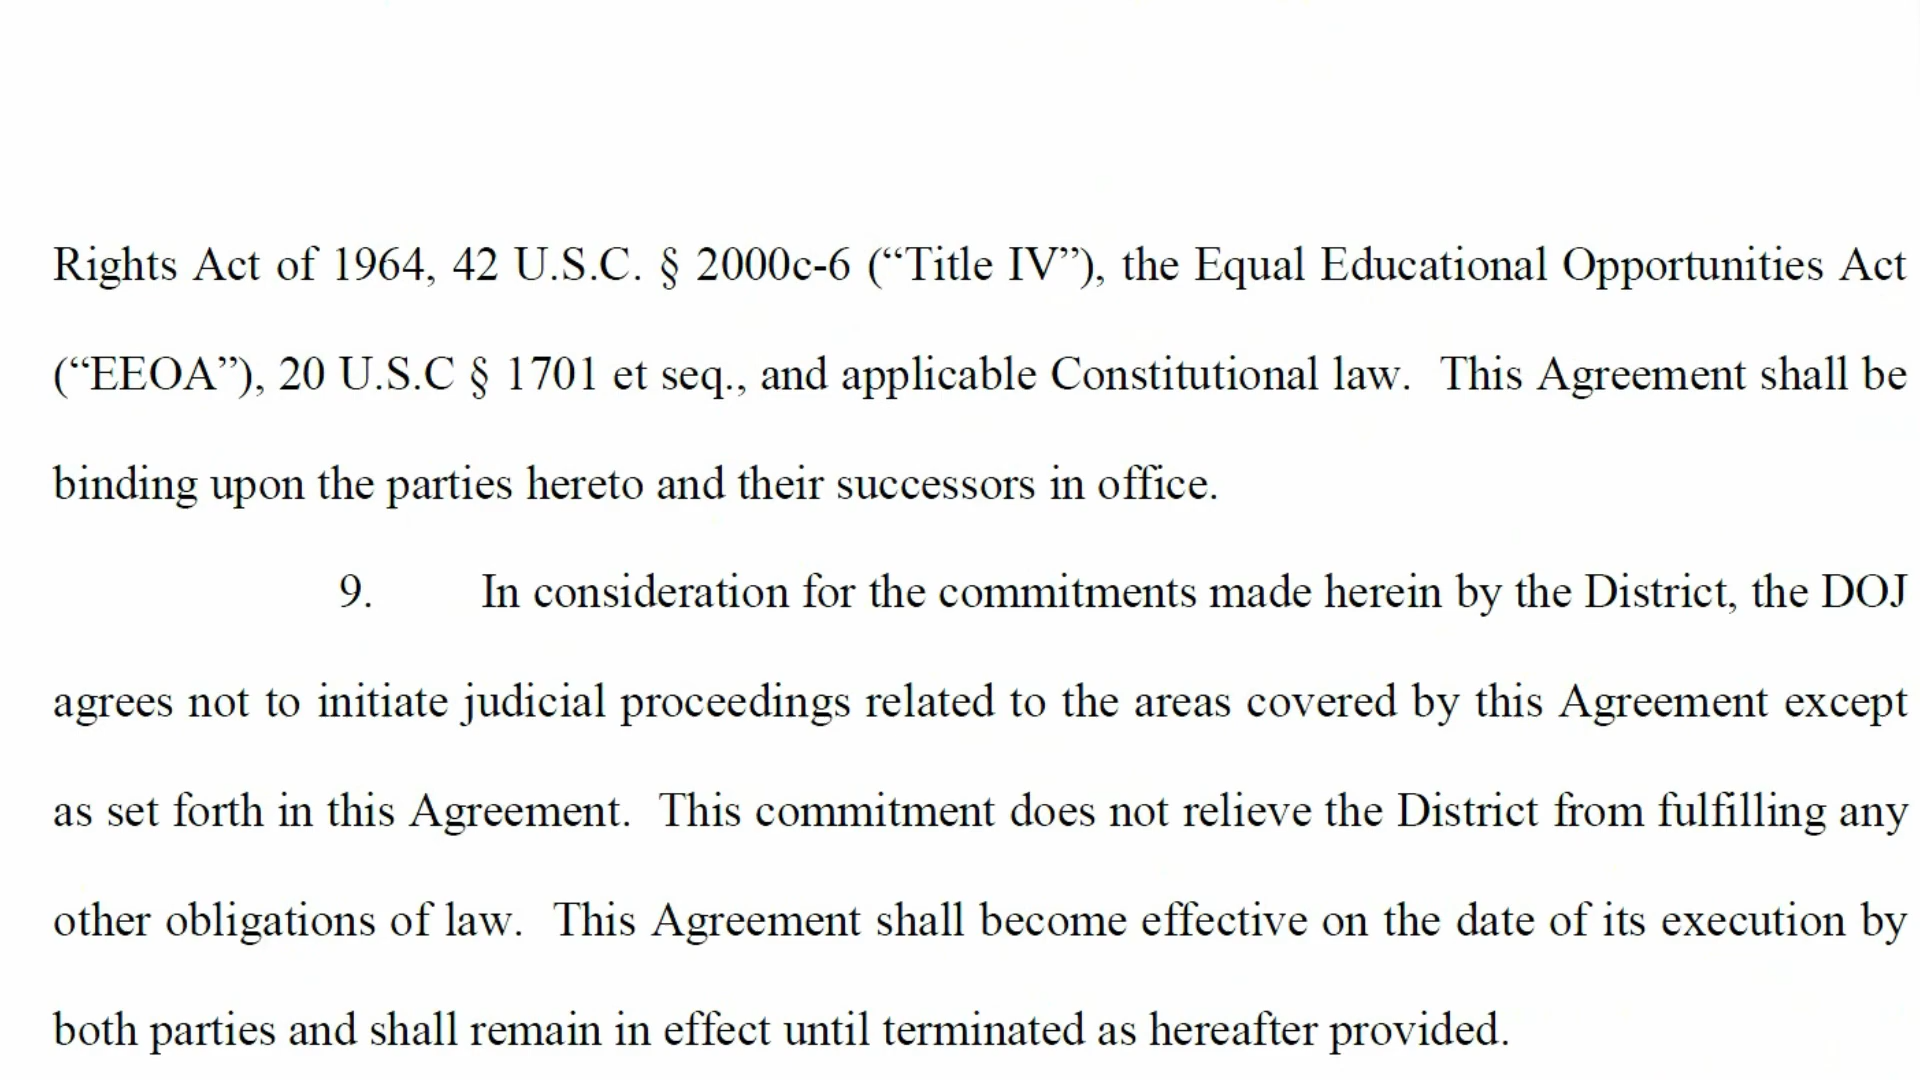 Rights Act of 1964, 42 U.S.C. § 2000c-6 (“Title IV”), the Equal Educational Opportunities Act
(“EEOA”), 20 U.S.C § 1701 et seq., and applicable Constitutional law.  This Agreement shall be
binding upon the parties hereto and their successors in office.
9. In consideration for the commitments made herein by the District, the DOJ
agrees not to initiate judicial proceedings related to the areas covered by this Agreement except
as set forth in this Agreement.  This commitment does not relieve the District from fulfilling any
other obligations of law.  This Agreement shall become effective on the date of its execution by
both parties and shall remain in effect until terminated as hereafter provided.